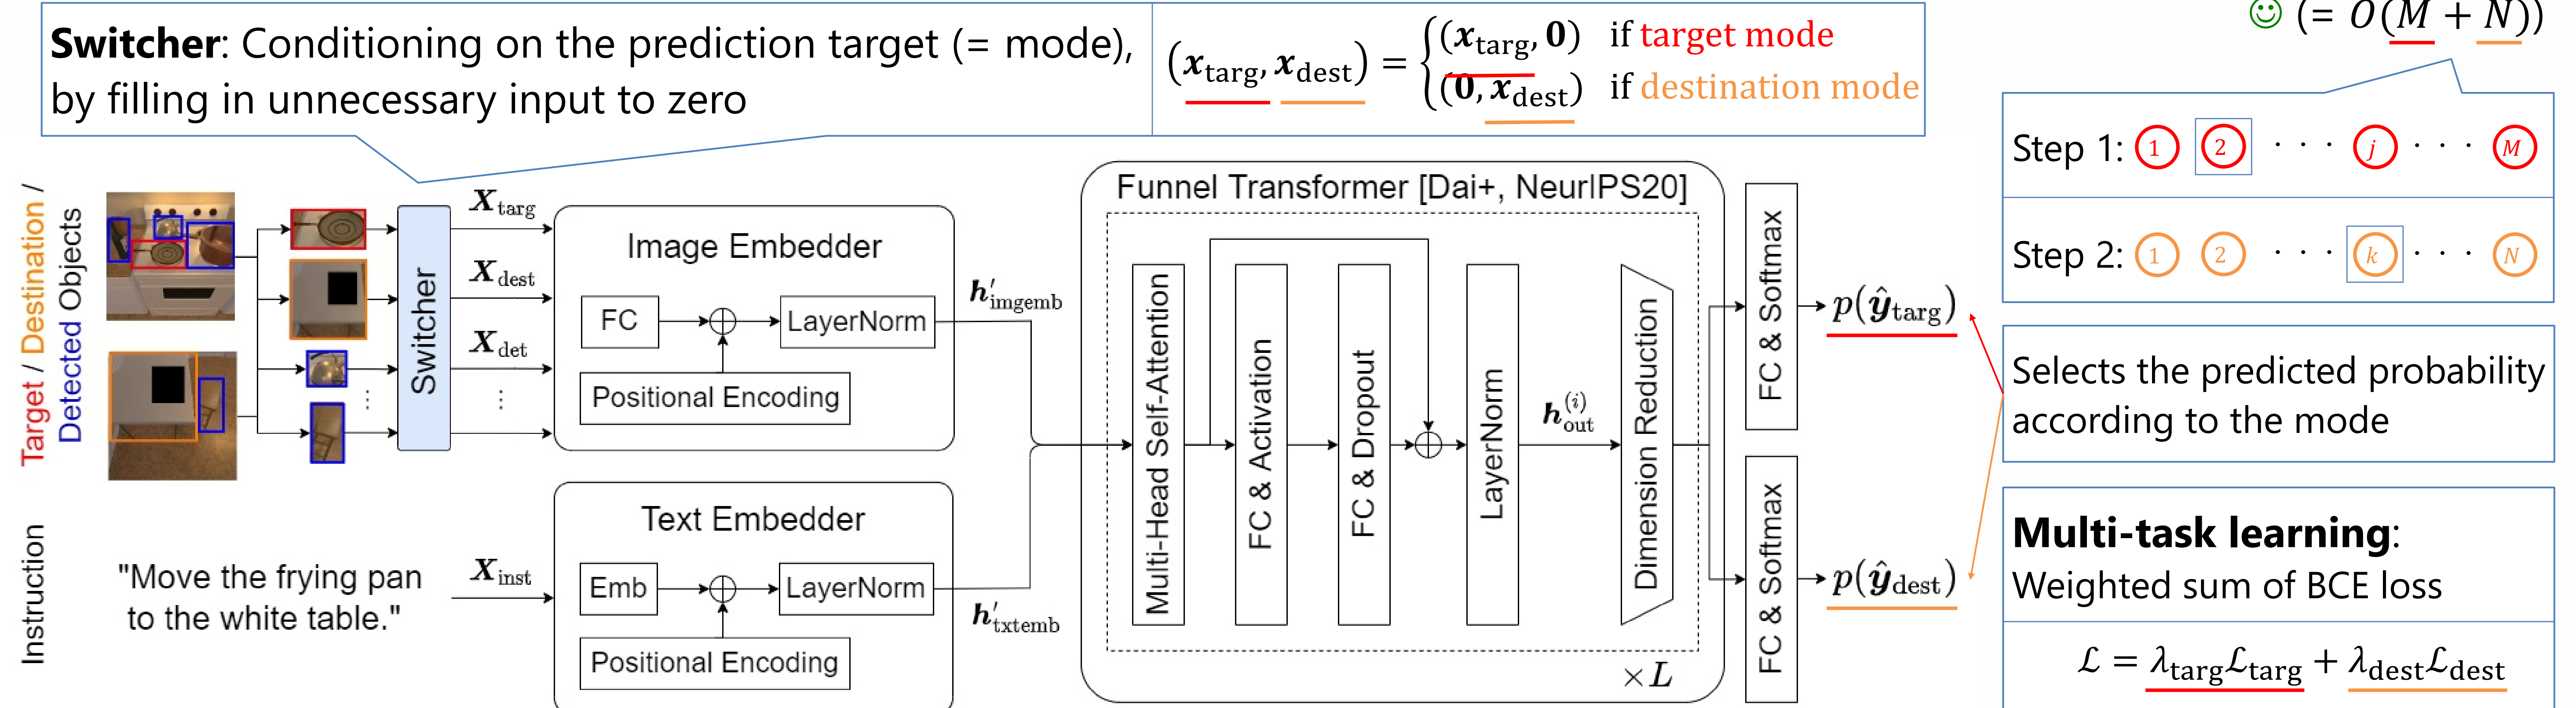 Switcher: Conditioning on the prediction target (= mode),
by filling in unnecessary input to zero
(x_targ, x_dest) = { (x_targ, 0) if target mode
(0, x_dest) if destination mode
(= O(M + N))
Step 1: 1 2 · · · j · · · M
Step 2: 1 2 · · · k · · · N
Selects the predicted probability
according to the mode
Multi-task learning:
Weighted sum of BCE loss
ℒ = λ_targ ℒ_targ + λ_dest ℒ_dest
Target / Destination /
Detected Objects
Switcher
X_targ
X_dest
X_det
⋮
⋮
Image Embedder
FC
LayerNorm
Positional Encoding
h'_imgemb
Instruction
"Move the frying pan
to the white table."
X_inst
Text Embedder
Emb
LayerNorm
Positional Encoding
h'_txtemb
Funnel Transformer [Dai+, NeurIPS20]
Multi-Head Self-Attention
FC & Activation
FC & Dropout
LayerNorm
h_out^(i)
Dimension Reduction
×L
FC & Softmax
p(ŷ_targ)
FC & Softmax
p(ŷ_dest)